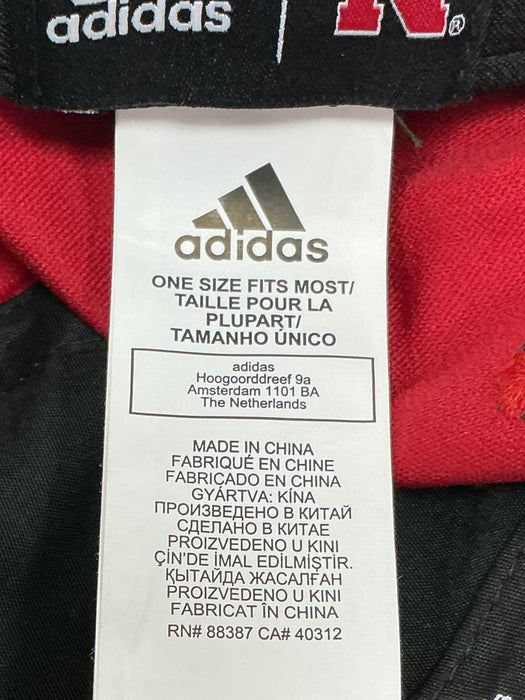 adidas
N®
adidas
ONE SIZE FITS MOST/
TAILLE POUR LA
PLUPART/
TAMANHO ÚNICO
adidas
Hoogoorddreef 9a
Amsterdam 1101 BA
The Netherlands
MADE IN CHINA
FABRIQUÉ EN CHINE
FABRICADO EN CHINA
GYÁRTVA: KÍNA
ПРОИЗВЕДЕНО В КИТАЙ
СДЕЛАНО В КИТАЕ
PROIZVEDENO U KINI
ÇİN'DE İMAL EDİLMİŞTİR.
ҚЫТАЙДА ЖАСАЛҒАН
PROIZVEDENO U KINI
FABRICAT ÎN CHINA
RN# 88387 CA# 40312